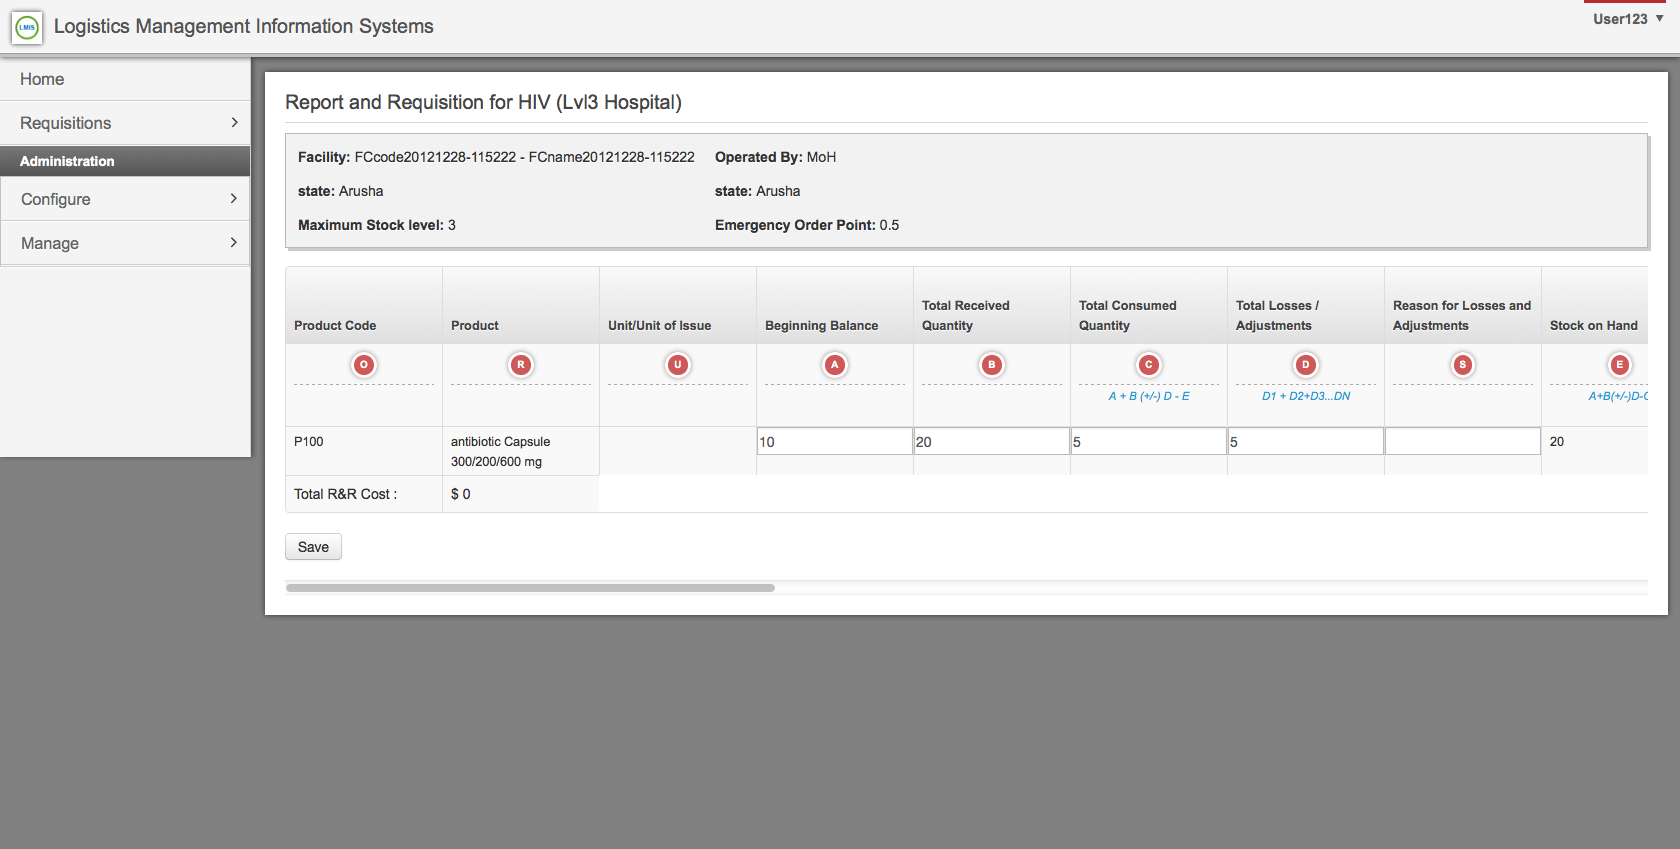 LMIS
Logistics Management Information Systems
User123
Home
Requisitions
Administration
Configure
Manage
Report and Requisition for HIV (Lvl3 Hospital)
Facility: FCcode20121228-115222 - FCname20121228-115222 Operated By: MoH
state: Arusha state: Arusha
Maximum Stock level: 3 Emergency Order Point: 0.5
Product Code Product Unit/Unit of Issue Beginning Balance Total Received Quantity Total Consumed Quantity Total Losses / Adjustments Reason for Losses and Adjustments Stock on Hand
O R U A B C D S E
A + B (+/-) D - E D1 + D2+D3...DN A+B(+/-)D-C
P100 antibiotic Capsule 10 20 5 5 20
300/200/600 mg
Total R&R Cost : $ 0
Save